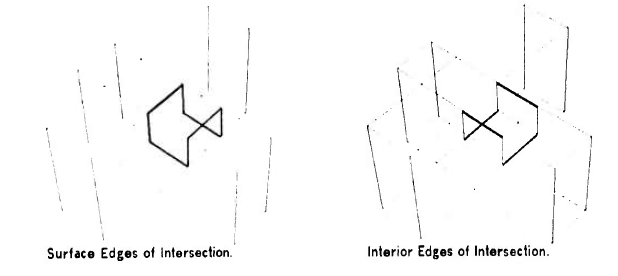 Surface Edges of Intersection.
Interior Edges of Intersection.